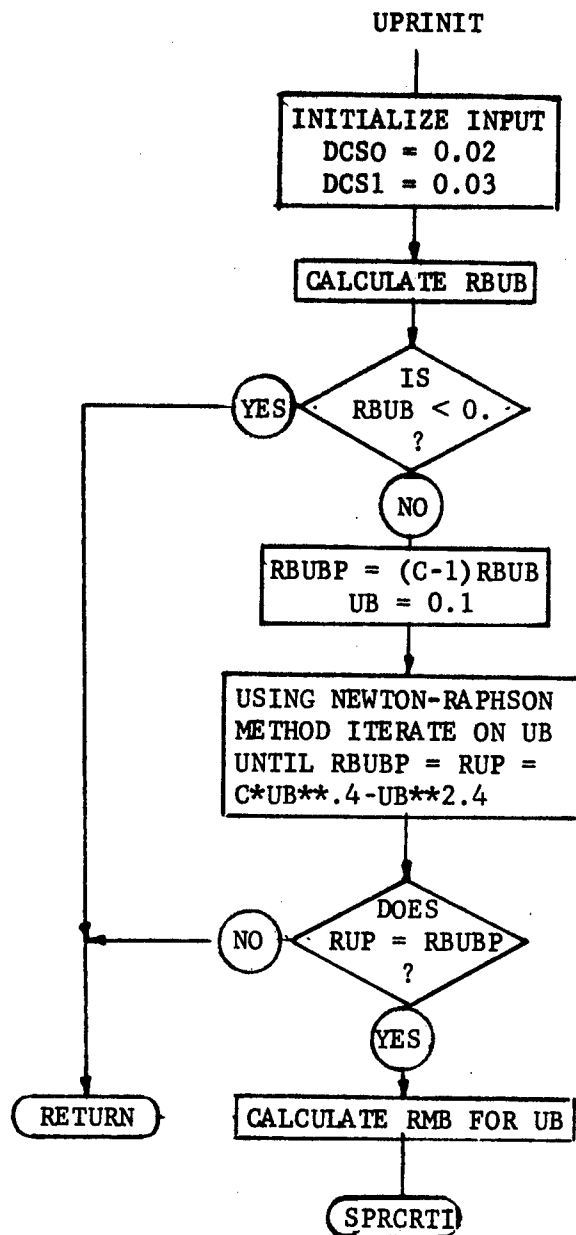 UPRINIT
INITIALIZE INPUT
DCS0 = 0.02
DCS1 = 0.03
CALCULATE RBUB
IS
RBUB < 0.
?
YES
NO
RBUBP = (C-1)RBUB
UB = 0.1
USING NEWTON-RAPHSON
METHOD ITERATE ON UB
UNTIL RBUBP = RUP =
C*UB**.4-UB**2.4
DOES
RUP = RBUBP
?
NO
YES
RETURN
CALCULATE RMB FOR UB
SPRCRTI